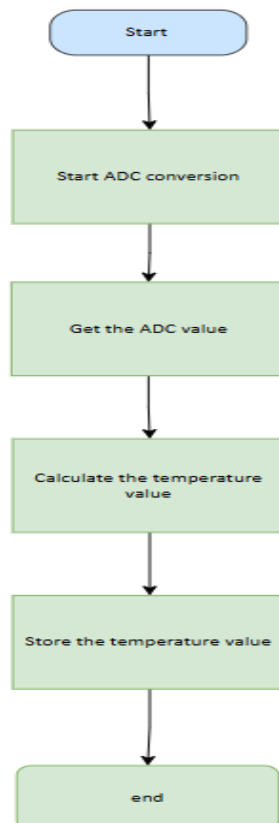 Start
Start ADC conversion
Get the ADC value
Calculate the temperature
value
Store the temperature value
end